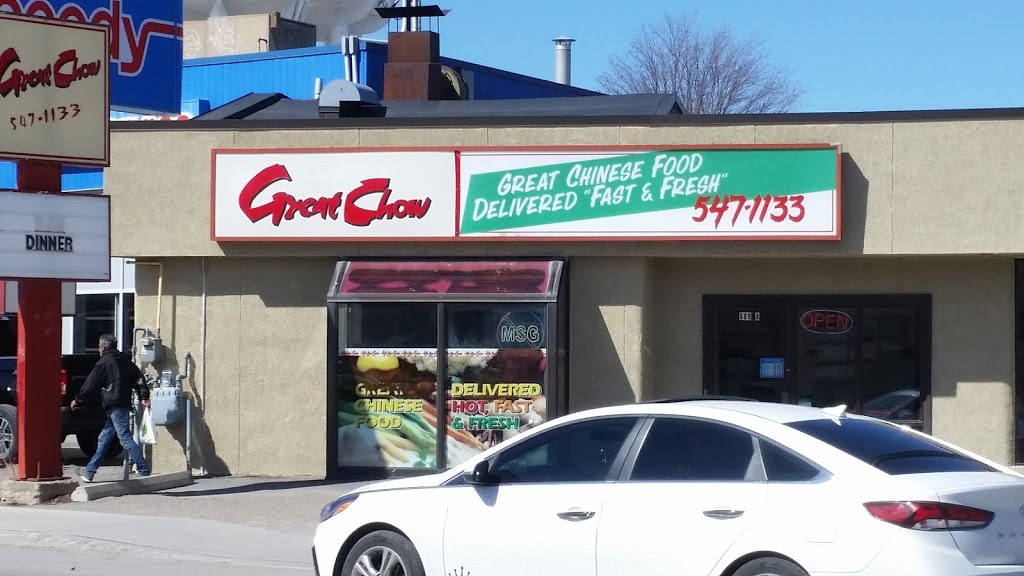 Great Chow
547-1133
DINNER
Great Chow
GREAT CHINESE FOOD
DELIVERED "FAST & FRESH"
547-1133
MSG
GREAT
CHINESE
FOOD
DELIVERED
HOT, FAST
& FRESH
OPEN